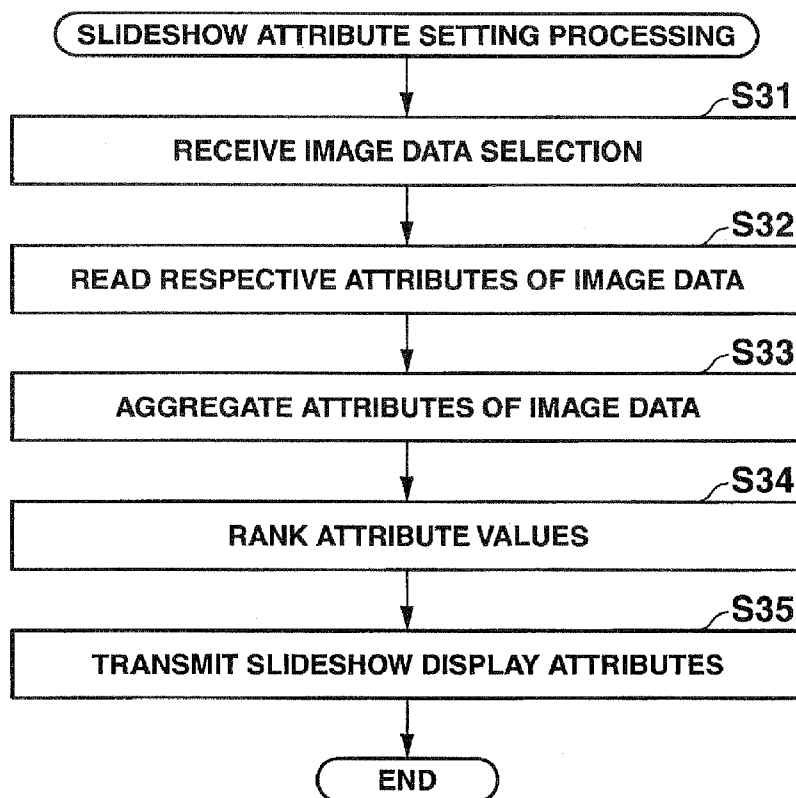 SLIDESHOW ATTRIBUTE SETTING PROCESSING
S31
RECEIVE IMAGE DATA SELECTION
S32
READ RESPECTIVE ATTRIBUTES OF IMAGE DATA
S33
AGGREGATE ATTRIBUTES OF IMAGE DATA
S34
RANK ATTRIBUTE VALUES
S35
TRANSMIT SLIDESHOW DISPLAY ATTRIBUTES
END